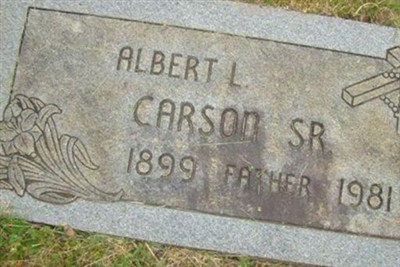 ALBERT L.
CARSON SR.
1899 FATHER 1981